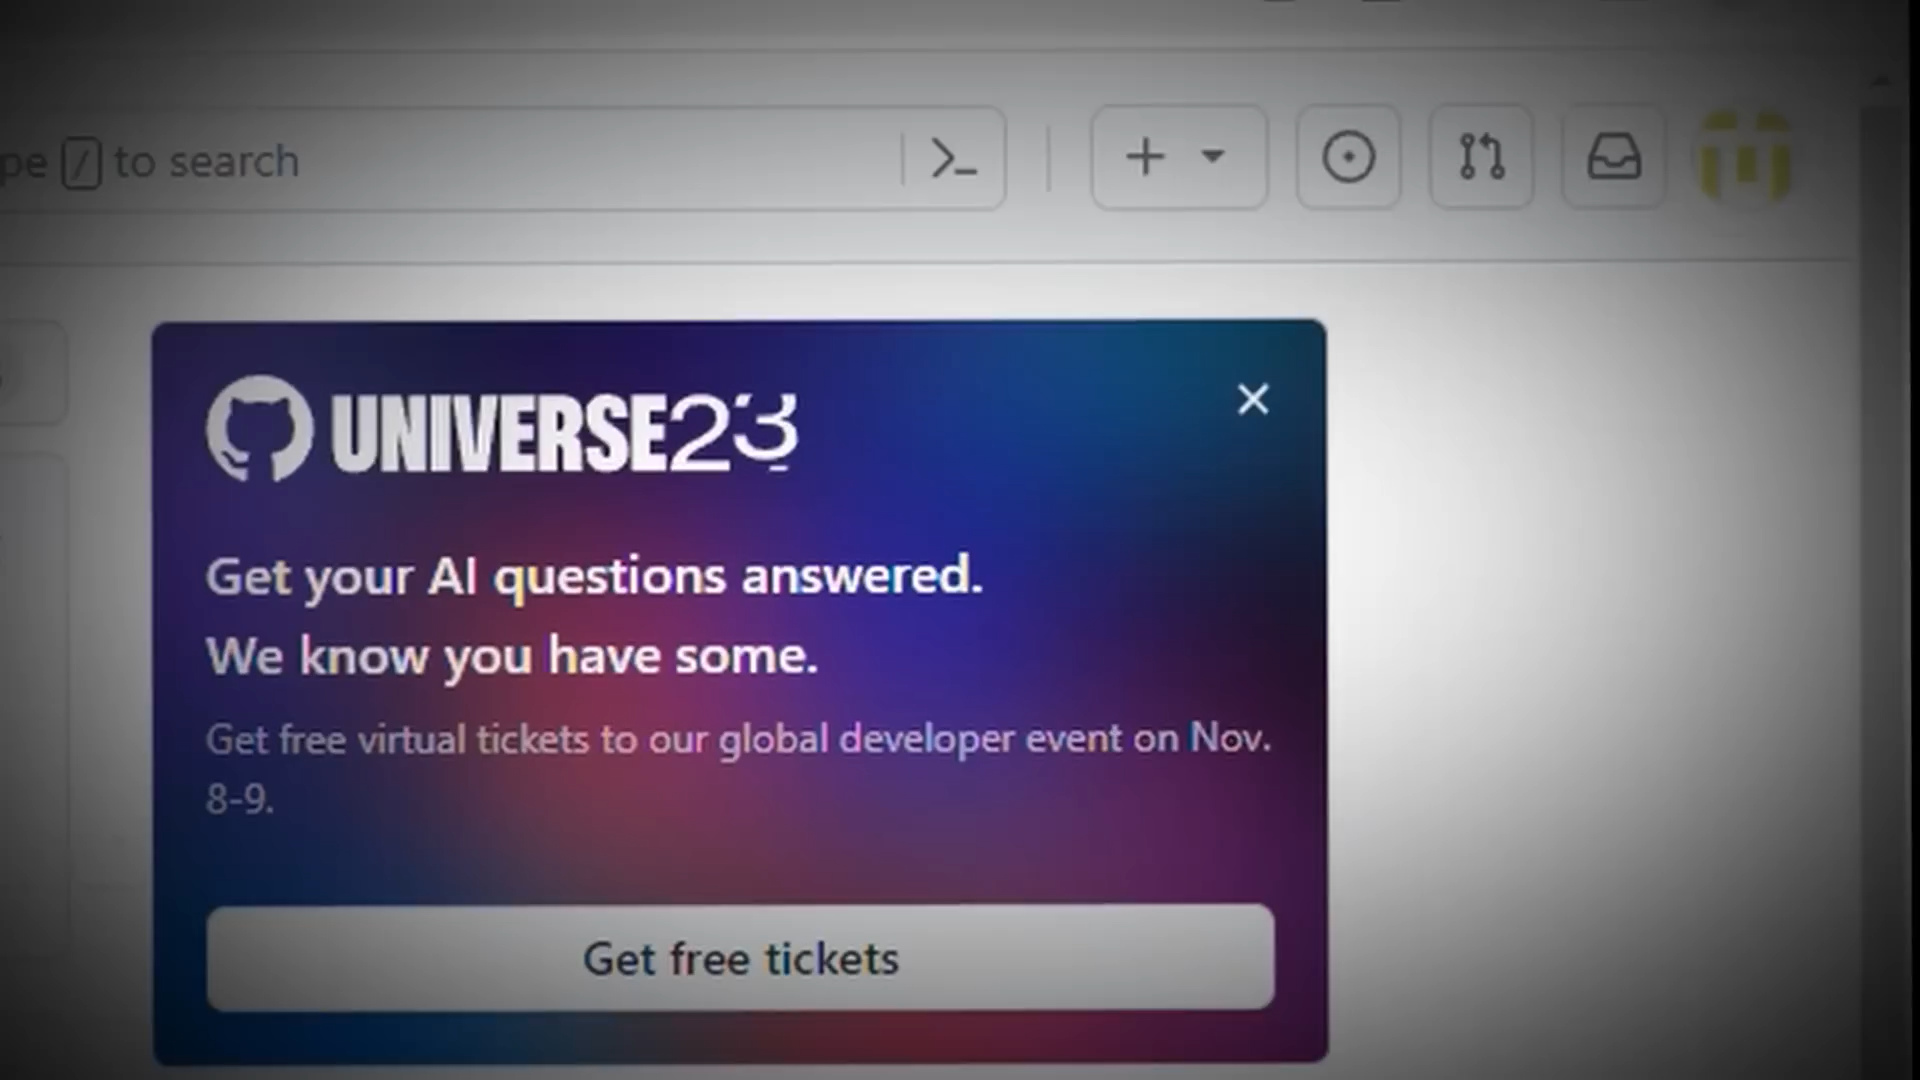 pe / to search
UNIVERSE23
Get your AI questions answered.
We know you have some.
Get free virtual tickets to our global developer event on Nov.
8-9.
Get free tickets